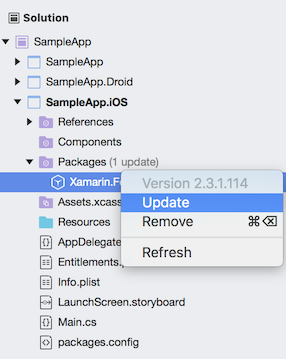 Solution
SampleApp
SampleApp
SampleApp.Droid
SampleApp.iOS
References
Components
Packages (1 update)
Xamarin.Fo
Version 2.3.1.114
Update
Remove ⌘⌫
Refresh
Assets.xcass
Resources
AppDelegate
Entitlements.p
Info.plist
LaunchScreen.storyboard
Main.cs
packages.config